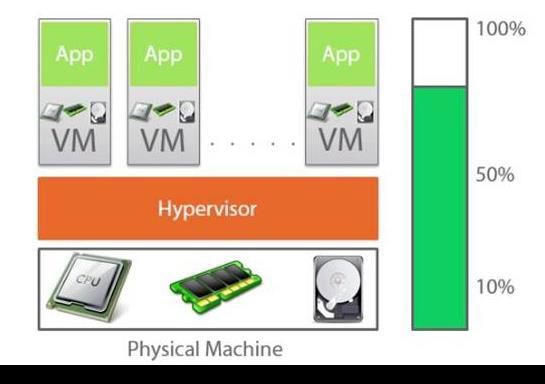 App
App
App
100%
VM
VM
. . . . .
VM
50%
Hypervisor
CPU
10%
Physical Machine